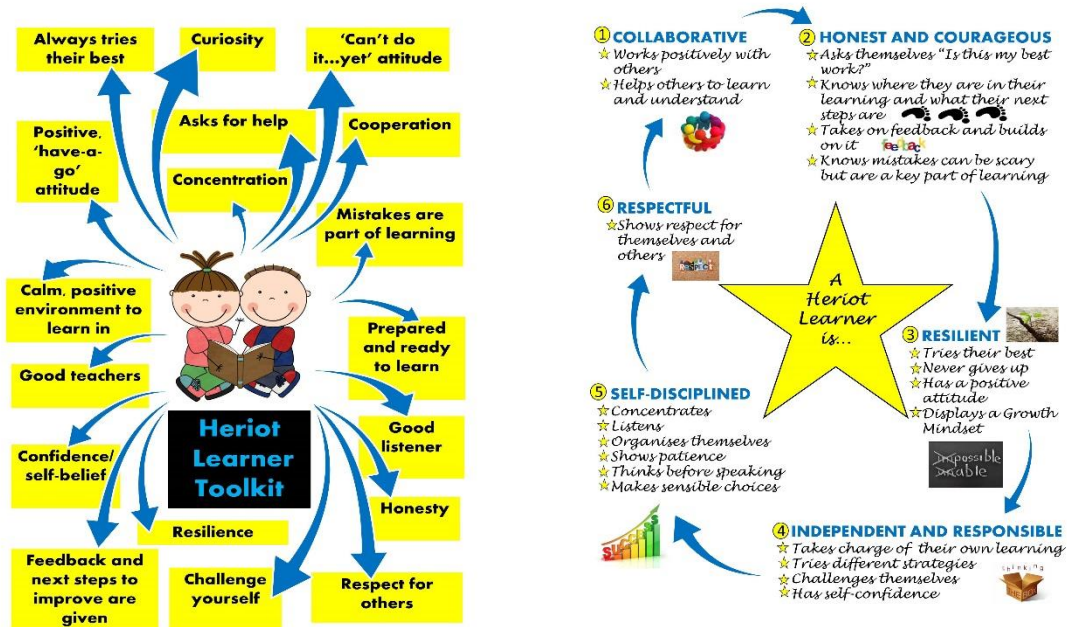 Always tries
their best
Curiosity
'Can't do
it...yet' attitude
Positive,
'have-a-
go'
attitude
Asks for help
Cooperation
Concentration
Mistakes are
part of learning
Calm, positive
environment to
learn in
Prepared
and ready
to learn
Good teachers
Good
listener
Heriot
Learner
Toolkit
Confidence/
self-belief
Honesty
Resilience
Feedback and
next steps to
improve are
given
Challenge
yourself
Respect for
others
1 COLLABORATIVE
Works positively with
others
Helps others to learn
and understand
2 HONEST AND COURAGEOUS
Asks themselves "Is this my best
work?"
Knows where they are in their
learning and what their next
steps are
Takes on feedback and builds
on it
feedback
Knows mistakes can be scary
but are a key part of learning
A
Heriot
Learner
is...
3 RESILIENT
Tries their best
Never gives up
Has a positive
attitude
Displays a Growth
Mindset
impossible
unable
4 INDEPENDENT AND RESPONSIBLE
Takes charge of their own learning
Tries different strategies
Challenges themselves
Has self-confidence
thinking
5 SELF-DISCIPLINED
Concentrates
Listens
Organises themselves
Shows patience
Thinks before speaking
Makes sensible choices
SUCCESS
6 RESPECTFUL
Shows respect for
themselves and
others
Respect